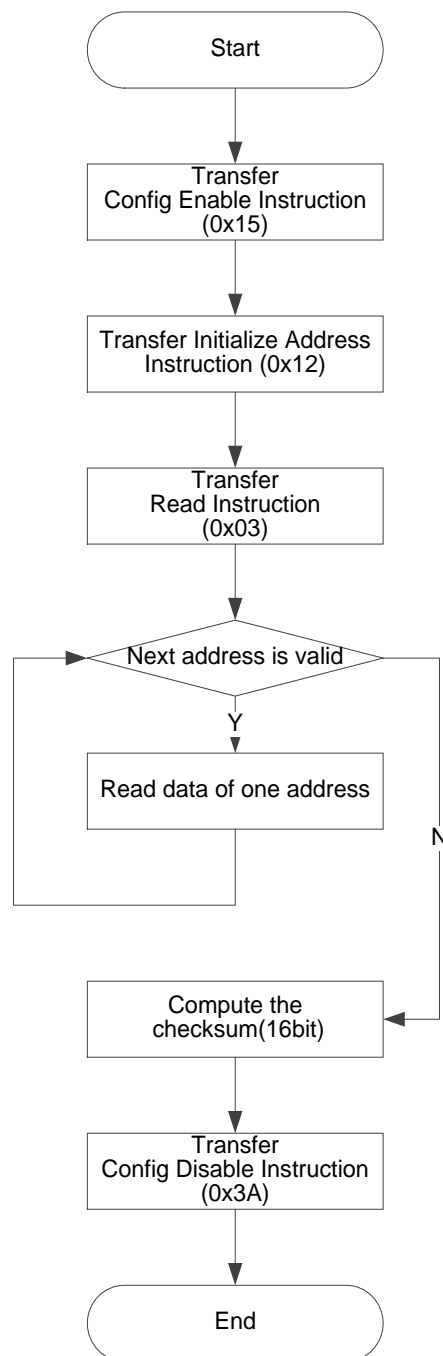 Start
Transfer
Config Enable Instruction
(0x15)
Transfer Initialize Address
Instruction (0x12)
Transfer
Read Instruction
(0x03)
Next address is valid
Y
Read data of one address
N
Compute the
checksum(16bit)
Transfer
Config Disable Instruction
(0x3A)
End